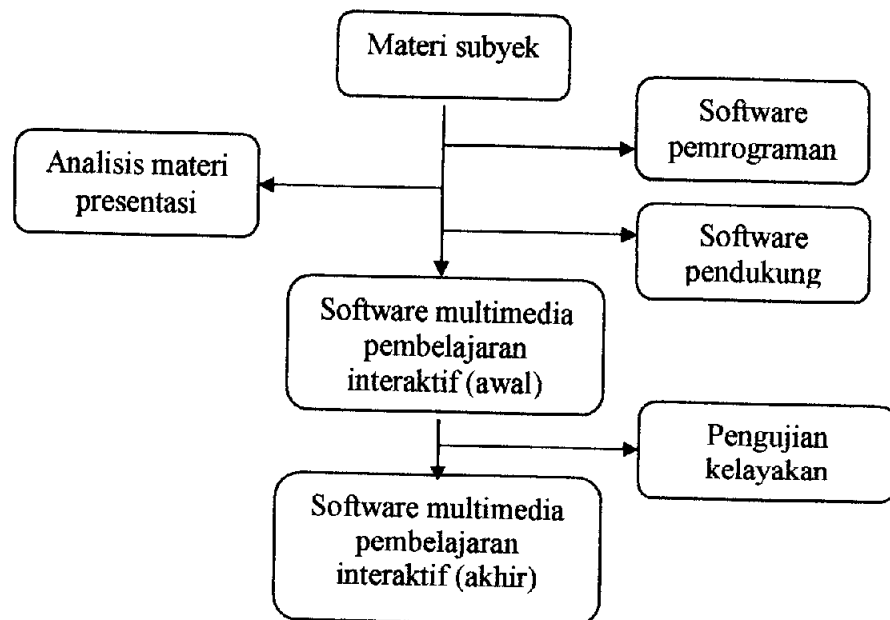 Materi subyek
Software
pemrograman
Analisis materi
presentasi
Software
pendukung
Software multimedia
pembelajaran
interaktif (awal)
Pengujian
kelayakan
Software multimedia
pembelajaran
interaktif (akhir)